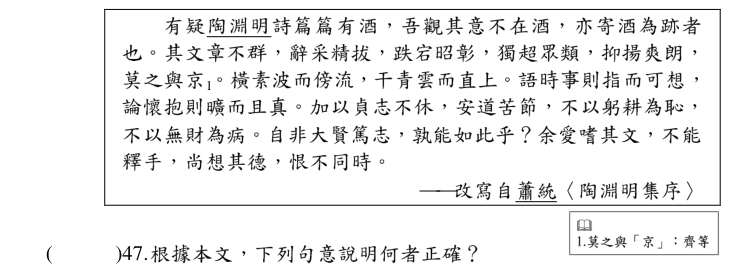 有疑陶淵明詩篇篇有酒，吾觀其意不在酒，亦寄酒為跡者
也。其文章不群，辭采精拔，跌宕昭彰，獨超眾類，抑揚爽朗，
莫之與京1。橫素波而傍流，干青雲而直上。語時事則指而可想，
論懷抱則曠而且真。加以貞志不休，安道苦節，不以躬耕為恥，
不以無財為病。自非大賢篤志，孰能如此乎？余愛嗜其文，不能
釋手，尚想其德，恨不同時。
——改寫自蕭統〈陶淵明集序〉
1.莫之與「京」：齊等
(　　)47.根據本文，下列句意說明何者正確？